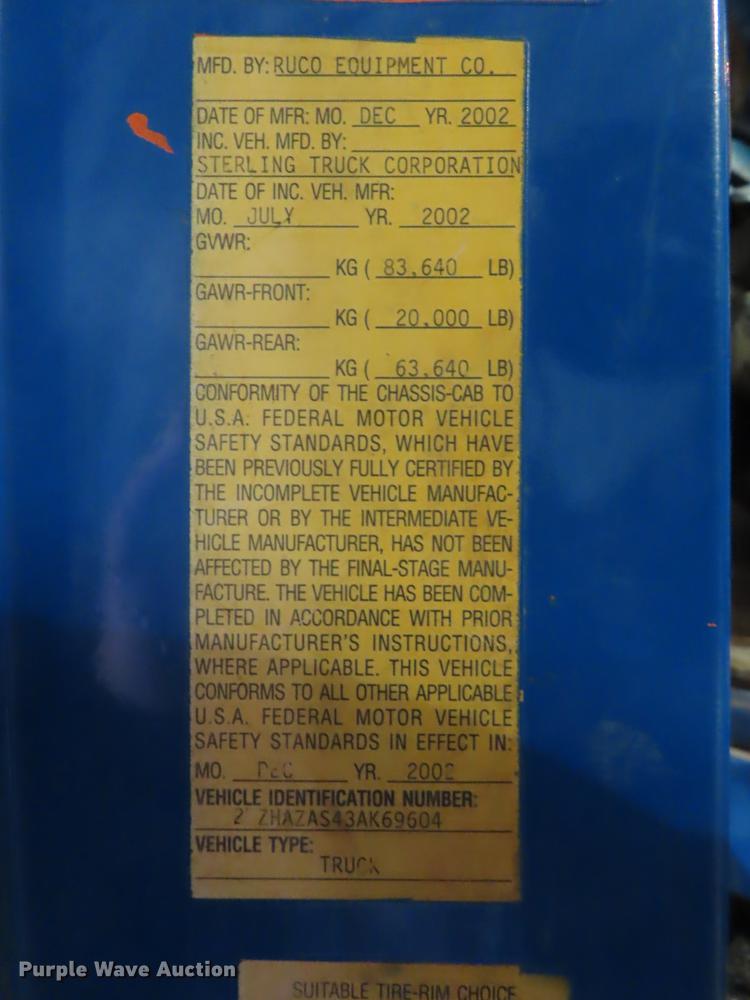 MFD. BY: RUCO EQUIPMENT CO.
DATE OF MFR: MO. DEC YR. 2002
INC. VEH. MFD. BY:
STERLING TRUCK CORPORATION
DATE OF INC. VEH. MFR:
MO. JULY YR. 2002
GVWR:
KG ( 83,640 LB)
GAWR-FRONT:
KG ( 20,000 LB)
GAWR-REAR:
KG ( 63,640 LB)
CONFORMITY OF THE CHASSIS-CAB TO
U.S.A. FEDERAL MOTOR VEHICLE
SAFETY STANDARDS, WHICH HAVE
BEEN PREVIOUSLY FULLY CERTIFIED BY
THE INCOMPLETE VEHICLE MANUFAC-
TURER OR BY THE INTERMEDIATE VE-
HICLE MANUFACTURER, HAS NOT BEEN
AFFECTED BY THE FINAL-STAGE MANU-
FACTURE. THE VEHICLE HAS BEEN COM-
PLETED IN ACCORDANCE WITH PRIOR
MANUFACTURER'S INSTRUCTIONS,
WHERE APPLICABLE. THIS VEHICLE
CONFORMS TO ALL OTHER APPLICABLE
U.S.A. FEDERAL MOTOR VEHICLE
SAFETY STANDARDS IN EFFECT IN:
MO. DEC YR. 2002
VEHICLE IDENTIFICATION NUMBER:
2 ZHAZAS43AK69604
VEHICLE TYPE:
TRUCK
SUITABLE TIRE-RIM CHOICE
Purple Wave Auction